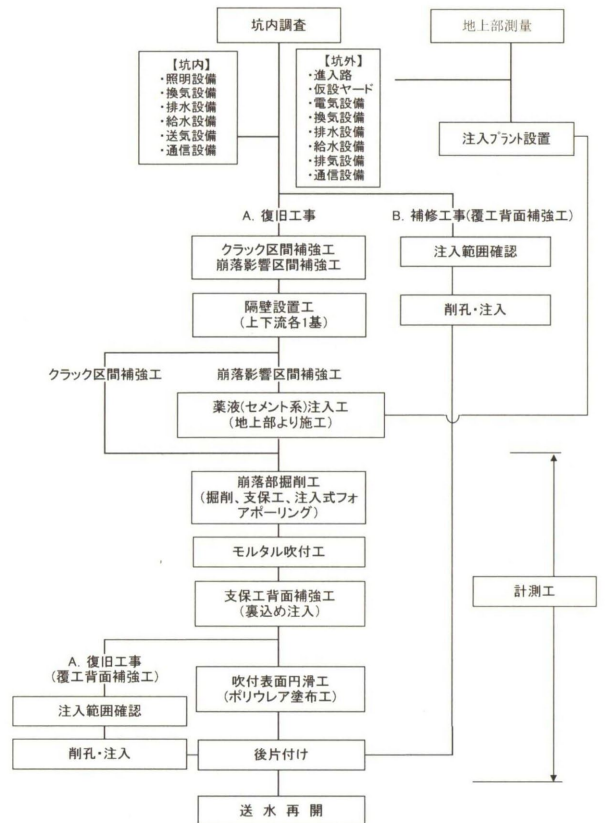 坑内調査
地上部測量
【坑内】
・照明設備
・換気設備
・排水設備
・給水設備
・送気設備
・通信設備
【坑外】
・進入路
・仮設ヤード
・電気設備
・換気設備
・排水設備
・給水設備
・排気設備
・通信設備
注入プラント設置
A. 復旧工事
B. 補修工事(覆工背面補強工)
クラック区間補強工
崩落影響区間補強工
注入範囲確認
隔壁設置工
(上下流各1基)
削孔・注入
クラック区間補強工
崩落影響区間補強工
薬液(セメント系)注入工
(地上部より施工)
崩落部掘削工
(掘削、支保工、注入式フォ
アポーリング)
モルタル吹付工
支保工背面補強工
(裏込め注入)
計測工
A. 復旧工事
(覆工背面補強工)
吹付表面円滑工
(ポリウレア塗布工)
注入範囲確認
削孔・注入
後片付け
送水再開